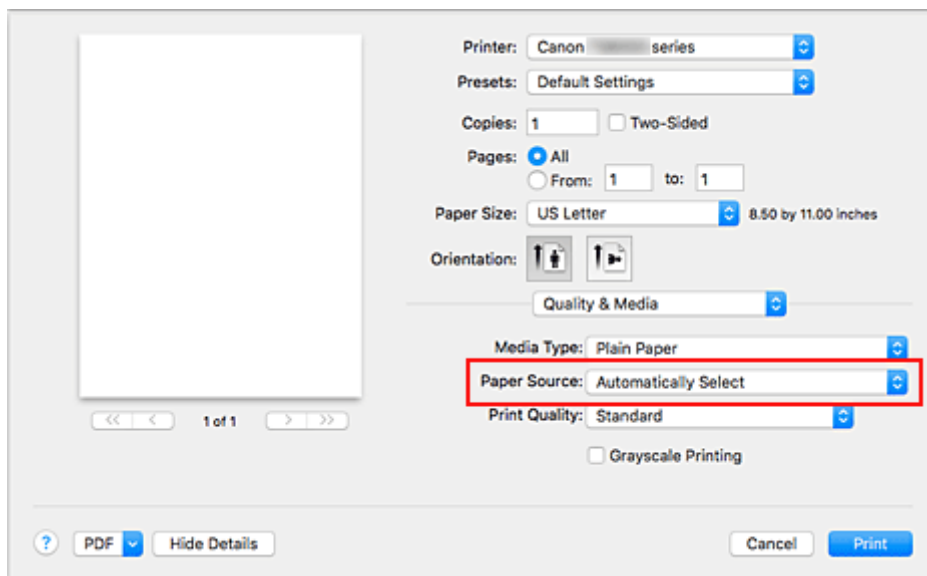 Printer: Canon series
Presets: Default Settings
Copies: 1 Two-Sided
Pages: All
From: 1 to: 1
Paper Size: US Letter 8.50 by 11.00 inches
Orientation:
Quality & Media
Media Type: Plain Paper
Paper Source: Automatically Select
Print Quality: Standard
Grayscale Printing
1 of 1
? PDF Hide Details Cancel Print